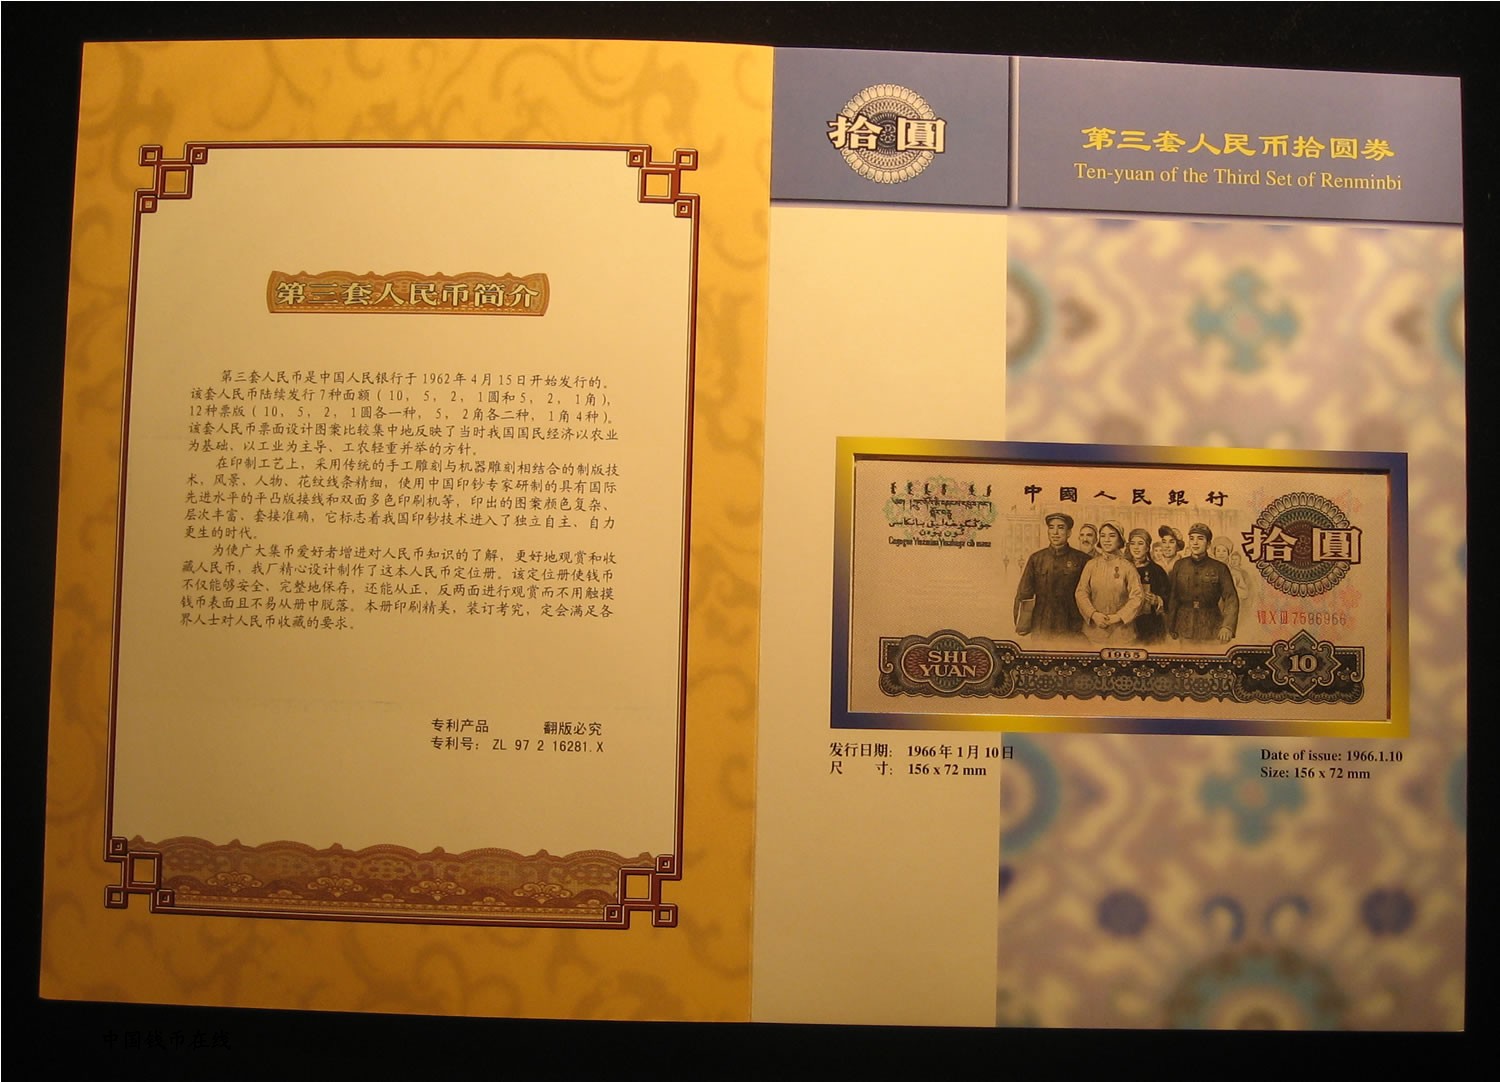 第三套人民币简介
第三套人民币是中国人民银行于1962年4月15日开始发行的。
该套人民币陆续发行7种面额(10,5,2,1圆和5,2,1角),
12种票版(10,5,2,1圆各一种,5,2角各二种,1角4种)。
该套人民币票面设计图案比较集中地反映了当时我国国民经济以农业
为基础,以工业为主导、工农轻重并举的方针。
在印制工艺上,采用传统的手工雕刻与机器雕刻相结合的制版技
术,风景、人物、花纹线条精细,使用中国印钞专家研制的具有国际
先进水平的平凸版接线和双面多色印刷机等,印出的图案颜色复杂、
层次丰富、套接准确,它标志着我国印钞技术进入了独立自主、自力
更生的时代。
为使广大集币爱好者增进对人民币知识的了解,更好地观赏和收
藏人民币,我厂精心设计制作了这本人民币定位册。该定位册使钱币
不仅能够安全、完整地保存,还能从正、反两面进行观赏而不用触摸
钱币表面且不易从册中脱落。本册印刷精美,装订考究,定会满足各
界人士对人民币收藏的要求。
专利产品 翻版必究
专利号: ZL 97 2 16281.X
拾圓
第三套人民币拾圆券
Ten-yuan of the Third Set of Renminbi
中國人民銀行
拾圓
VII X III 7586966
1965
SHI
YUAN
10
发行日期: 1966年1月10日
尺 寸: 156 x 72 mm
Date of issue: 1966.1.10
Size: 156 x 72 mm
中国钱币在线